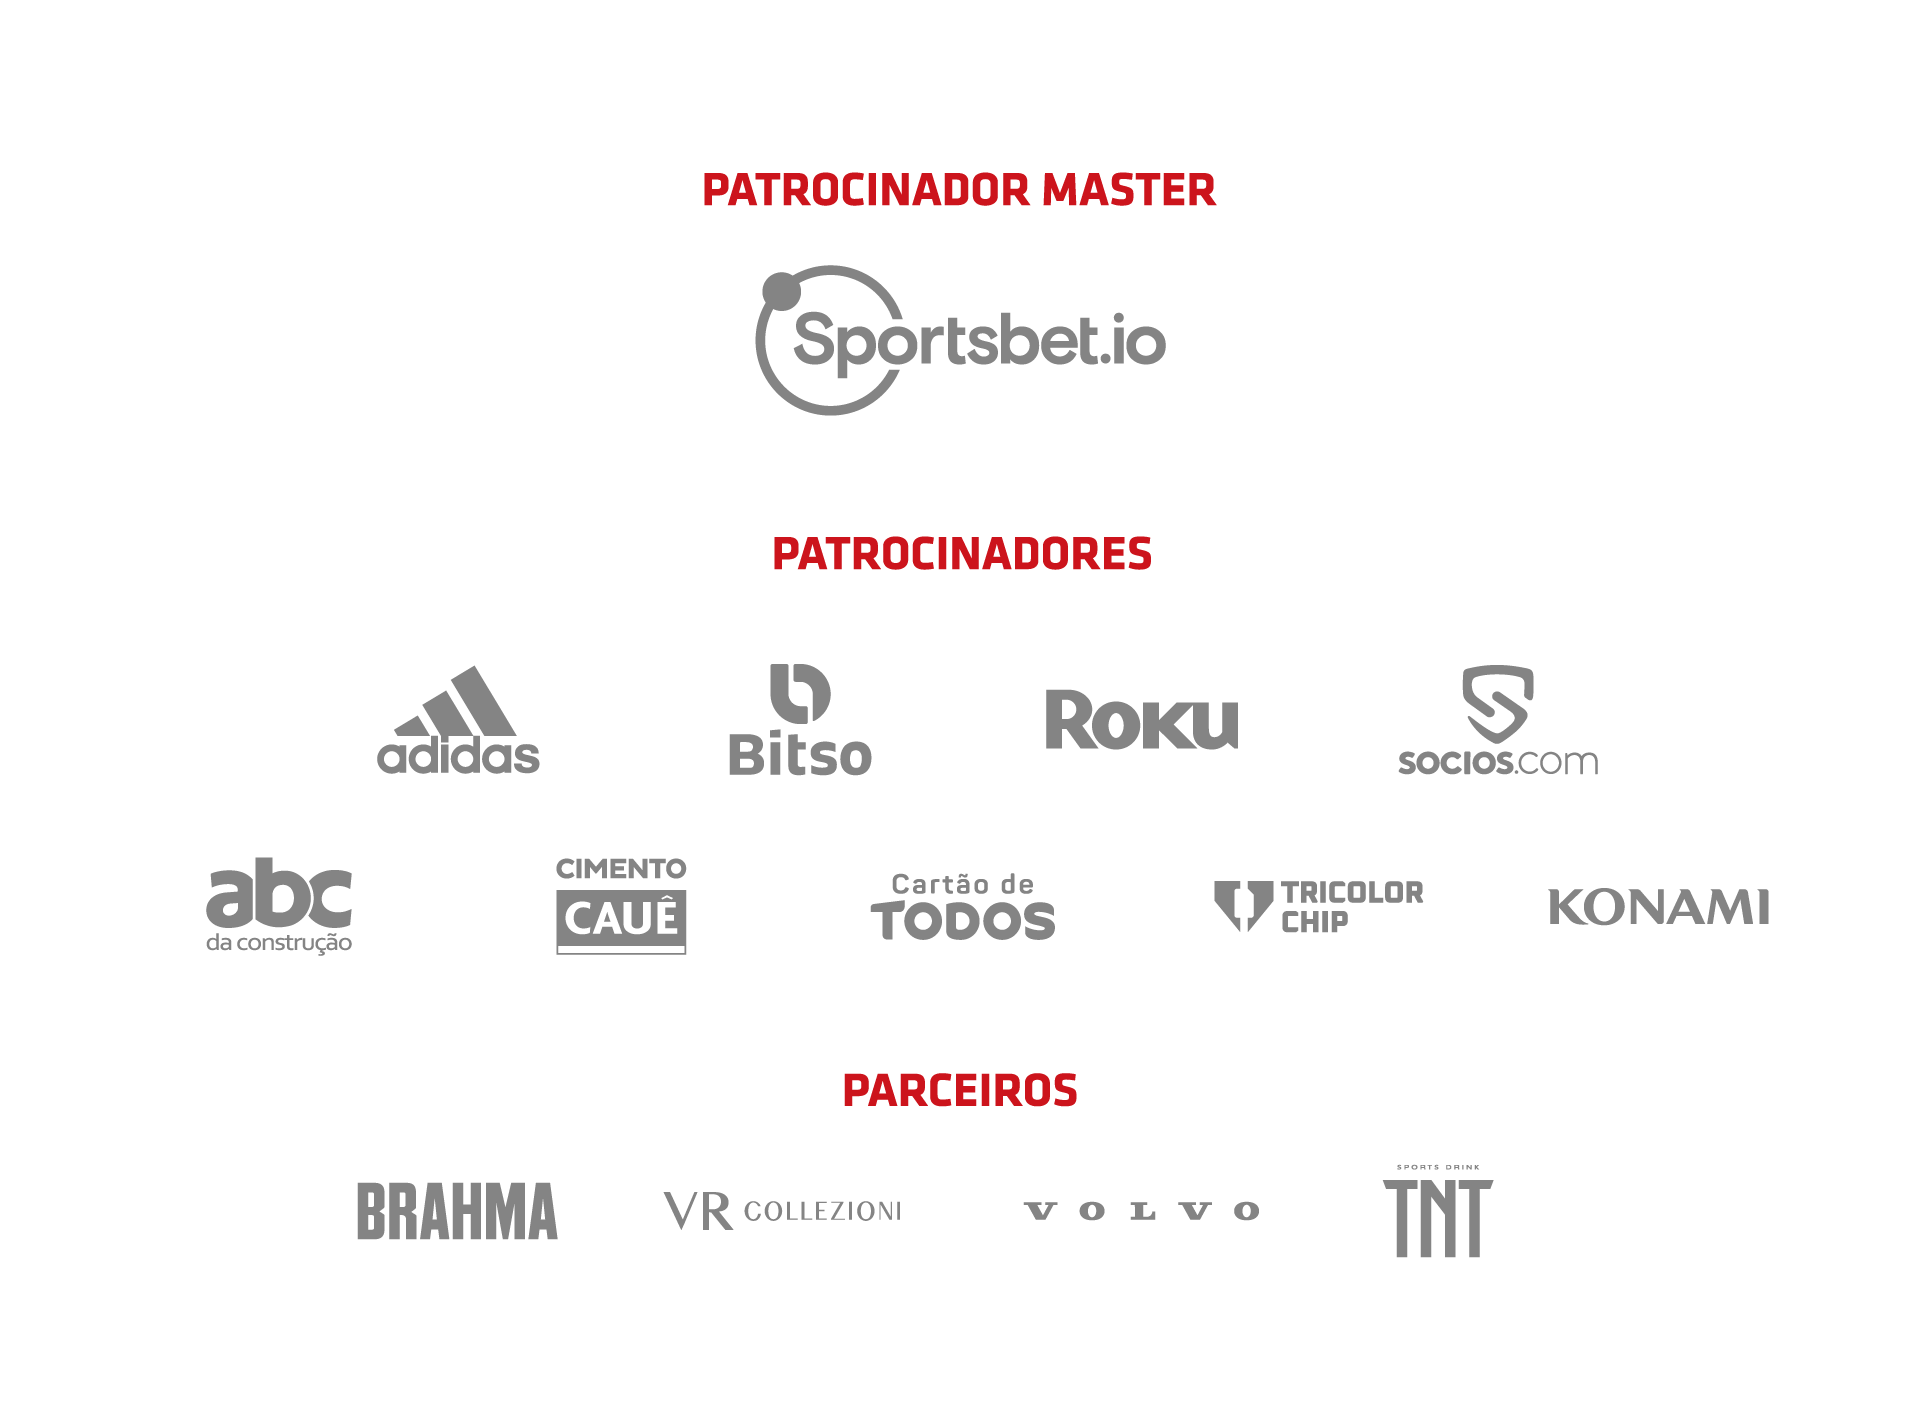 PATROCINADOR MASTER
Sportsbet.io
PATROCINADORES
adidas
Bitso
ROKU
SOCIOS.com
abc
da construção
CIMENTO
CAUÊ
Cartão de
TODOS
TRICOLOR
CHIP
KONAMI
PARCEIROS
BRAHMA
VR COLLEZIONI
VOLVO
SPORTS DRINK
TNT